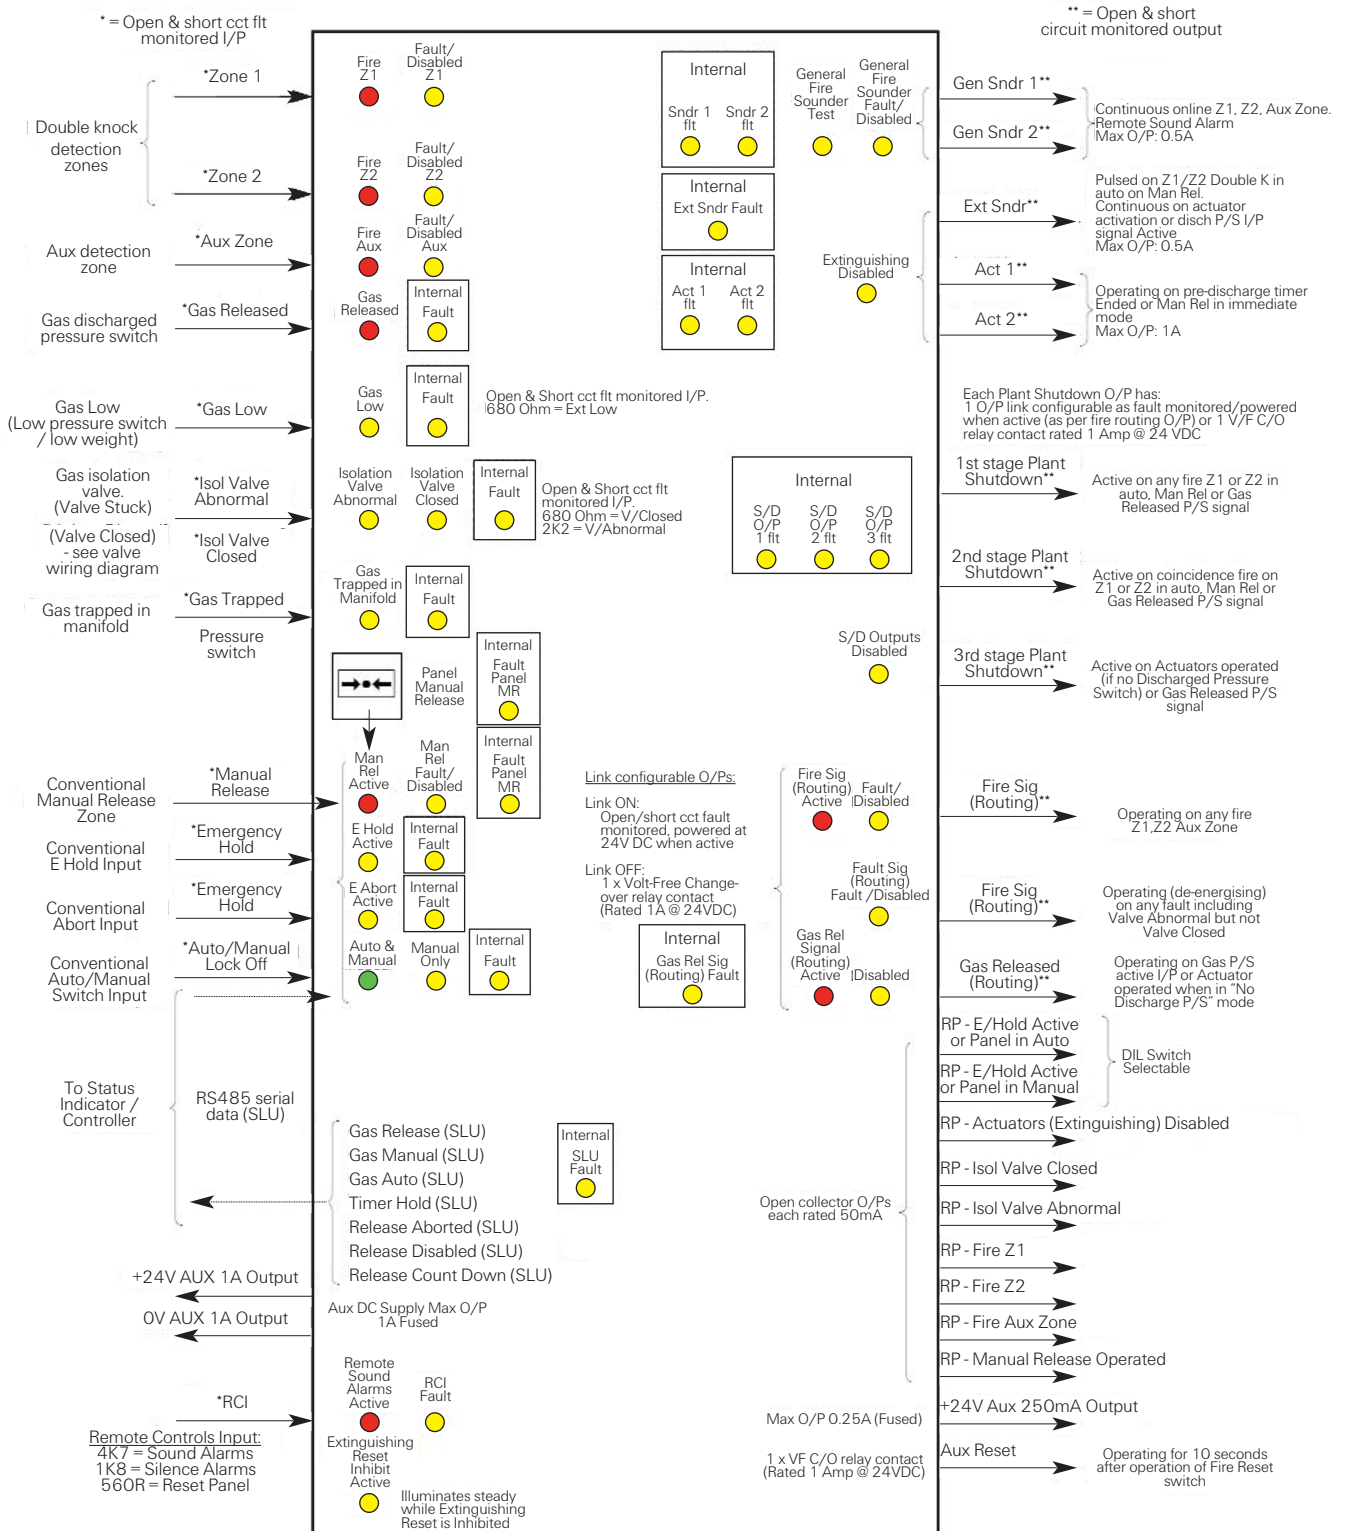 * = Open & short cct flt
monitored I/P
** = Open & short
circuit monitored output
Double knock
detection
zones
*Zone 1
*Zone 2
Fire
Z1
Fault/
Disabled
Z1
Fire
Z2
Fault/
Disabled
Z2
Aux detection
zone
*Aux Zone
Fire
Aux
Fault/
Disabled
Aux
Gas discharged
pressure switch
*Gas Released
Gas
Released
Internal
Fault
Gas Low
(Low pressure switch
/ low weight)
*Gas Low
Gas
Low
Internal
Fault
Open & Short cct flt monitored I/P.
680 Ohm = Ext Low
Gas isolation
valve.
(Valve Stuck)
(Valve Closed)
- see valve
wiring diagram
*Isol Valve
Abnormal
*Isol Valve
Closed
Isolation
Valve
Abnormal
Isolation
Valve
Closed
Internal
Fault
Open & Short cct flt
monitored I/P.
680 Ohm = V/Closed
2K2 = V/Abnormal
Gas trapped in
manifold
*Gas Trapped
Pressure
switch
Gas
Trapped in
Manifold
Internal
Fault
Panel
Manual
Release
Internal
Fault
Panel
MR
Conventional
Manual Release
Zone
*Manual
Release
Man
Rel
Active
Man
Rel
Fault/
Disabled
Internal
Fault
Panel
MR
Conventional
E Hold Input
*Emergency
Hold
E Hold
Active
Internal
Fault
Conventional
Abort Input
*Emergency
Hold
E Abort
Active
Internal
Fault
Conventional
Auto/Manual
Switch Input
*Auto/Manual
Lock Off
Auto &
Manual
Manual
Only
Internal
Fault
To Status
Indicator /
Controller
RS485 serial
data (SLU)
Gas Release (SLU)
Gas Manual (SLU)
Gas Auto (SLU)
Timer Hold (SLU)
Release Aborted (SLU)
Release Disabled (SLU)
Release Count Down (SLU)
Internal
SLU
Fault
+24V AUX 1A Output
0V AUX 1A Output
Aux DC Supply Max O/P
1A Fused
*RCI
Remote Controls Input:
4K7 = Sound Alarms
1K8 = Silence Alarms
560R = Reset Panel
Remote
Sound
Alarms
Active
RCI
Fault
Extinguishing
Reset
Inhibit
Active
Illuminates steady
while Extinguishing
Reset is Inhibited
Internal
Sndr 1
flt
Sndr 2
flt
General
Fire
Sounder
Test
General
Fire
Sounder
Fault/
Disabled
Gen Sndr 1**
Gen Sndr 2**
Continuous online Z1, Z2, Aux Zone.
Remote Sound Alarm
Max O/P: 0.5A
Internal
Ext Sndr Fault
Internal
Act 1
flt
Act 2
flt
Extinguishing
Disabled
Ext Sndr**
Pulsed on Z1/Z2 Double K in
auto on Man Rel.
Continuous on actuator
activation or disch P/S I/P
signal Active
Max O/P: 0.5A
Act 1**
Act 2**
Operating on pre-discharge timer
Ended or Man Rel in immediate
mode
Max O/P: 1A
Each Plant Shutdown O/P has:
1 O/P link configurable as fault monitored/powered
when active (as per fire routing O/P) or 1 V/F C/O
relay contact rated 1 Amp @ 24 VDC
Internal
S/D
O/P
1 flt
S/D
O/P
2 flt
S/D
O/P
3 flt
1st stage Plant
Shutdown**
Active on any fire Z1 or Z2 in
auto, Man Rel or Gas
Released P/S signal
2nd stage Plant
Shutdown**
Active on coincidence fire on
Z1 or Z2 in auto, Man Rel or
Gas Released P/S signal
S/D Outputs
Disabled
3rd stage Plant
Shutdown**
Active on Actuators operated
(if no Discharged Pressure
Switch) or Gas Released P/S
signal
Link configurable O/Ps:
Link ON:
Open/short cct fault
monitored, powered at
24V DC when active
Link OFF:
1 x Volt-Free Change-
over relay contact
(Rated 1A @ 24VDC)
Fire Sig
(Routing)
Active
Fault/
Disabled
Fire Sig
(Routing)**
Operating on any fire
Z1,Z2 Aux Zone
Fault Sig
(Routing)
Fault /Disabled
Fire Sig
(Routing)**
Operating (de-energising)
on any fault including
Valve Abnormal but not
Valve Closed
Internal
Gas Rel Sig
(Routing) Fault
Gas Rel
Signal
(Routing)
Active
Disabled
Gas Released
(Routing)**
Operating on Gas P/S
active I/P or Actuator
operated when in "No
Discharge P/S" mode
Open collector O/Ps
each rated 50mA
RP - E/Hold Active
or Panel in Auto
RP - E/Hold Active
or Panel in Manual
DIL Switch
Selectable
RP - Actuators (Extinguishing) Disabled
RP - Isol Valve Closed
RP - Isol Valve Abnormal
RP - Fire Z1
RP - Fire Z2
RP - Fire Aux Zone
RP - Manual Release Operated
Max O/P 0.25A (Fused)
+24V Aux 250mA Output
1 x VF C/O relay contact
(Rated 1 Amp @ 24VDC)
Aux Reset
Operating for 10 seconds
after operation of Fire Reset
switch